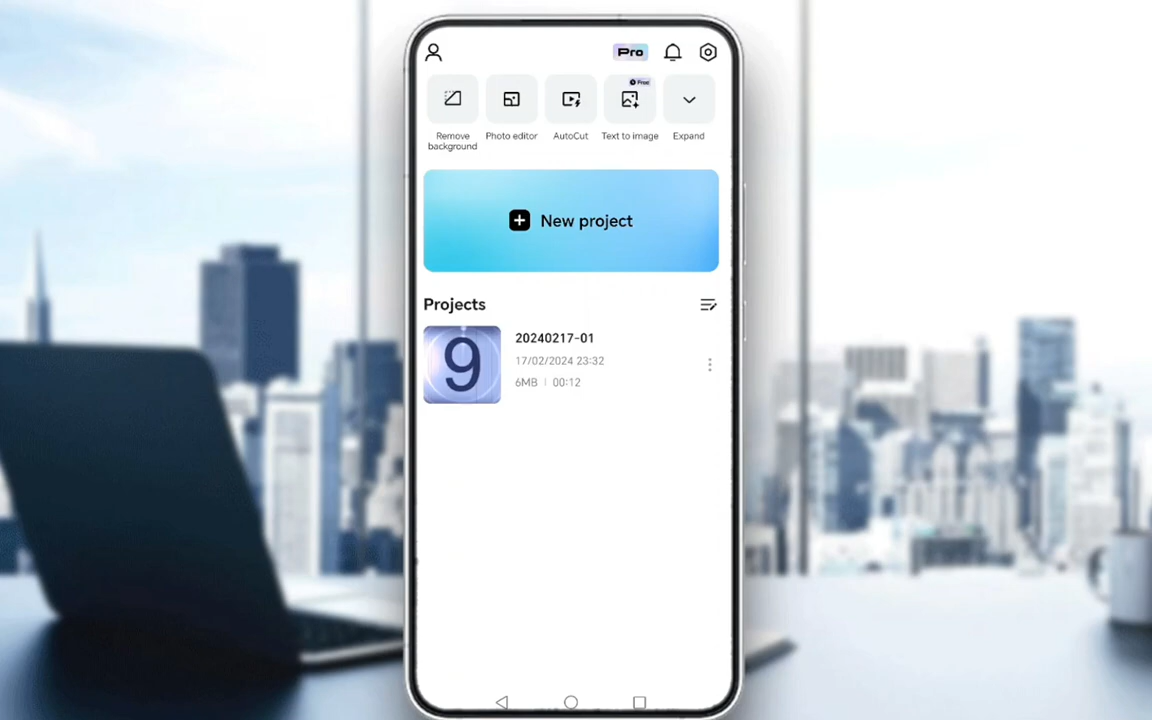 Pro
Free
Remove
background
Photo editor
AutoCut
Text to image
Expand
New project
Projects
9
20240217-01
17/02/2024 23:32
6MB | 00:12